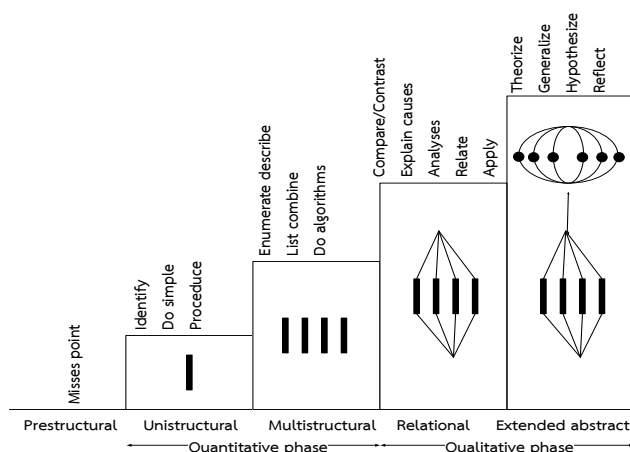 Misses point
Identify
Do simple
Proceduce
Enumerate describe
List combine
Do algorithms
Compare/Contrast
Explain causes
Analyses
Relate
Apply
Theorize
Generalize
Hypothesize
Reflect
Prestructural
Unistructural
Multistructural
Relational
Extended abstract
Quantitative phase
Qualitative phase